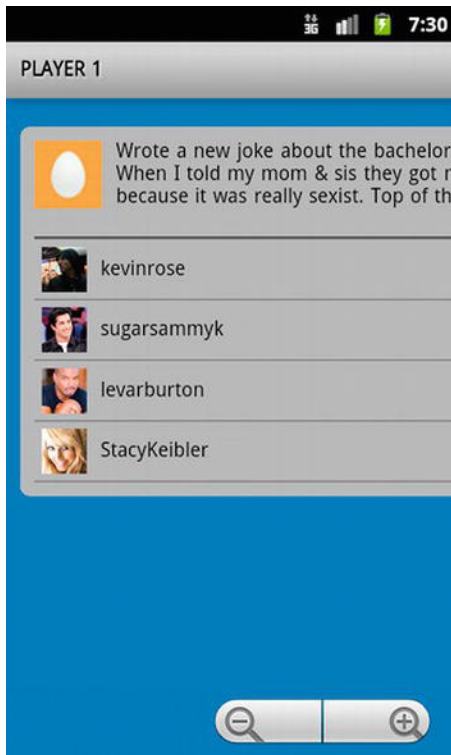 3G 7:30
PLAYER 1
Wrote a new joke about the bachelor
When I told my mom & sis they got
because it was really sexist. Top of
kevinrose
sugarsammyk
levarburton
StacyKeibler